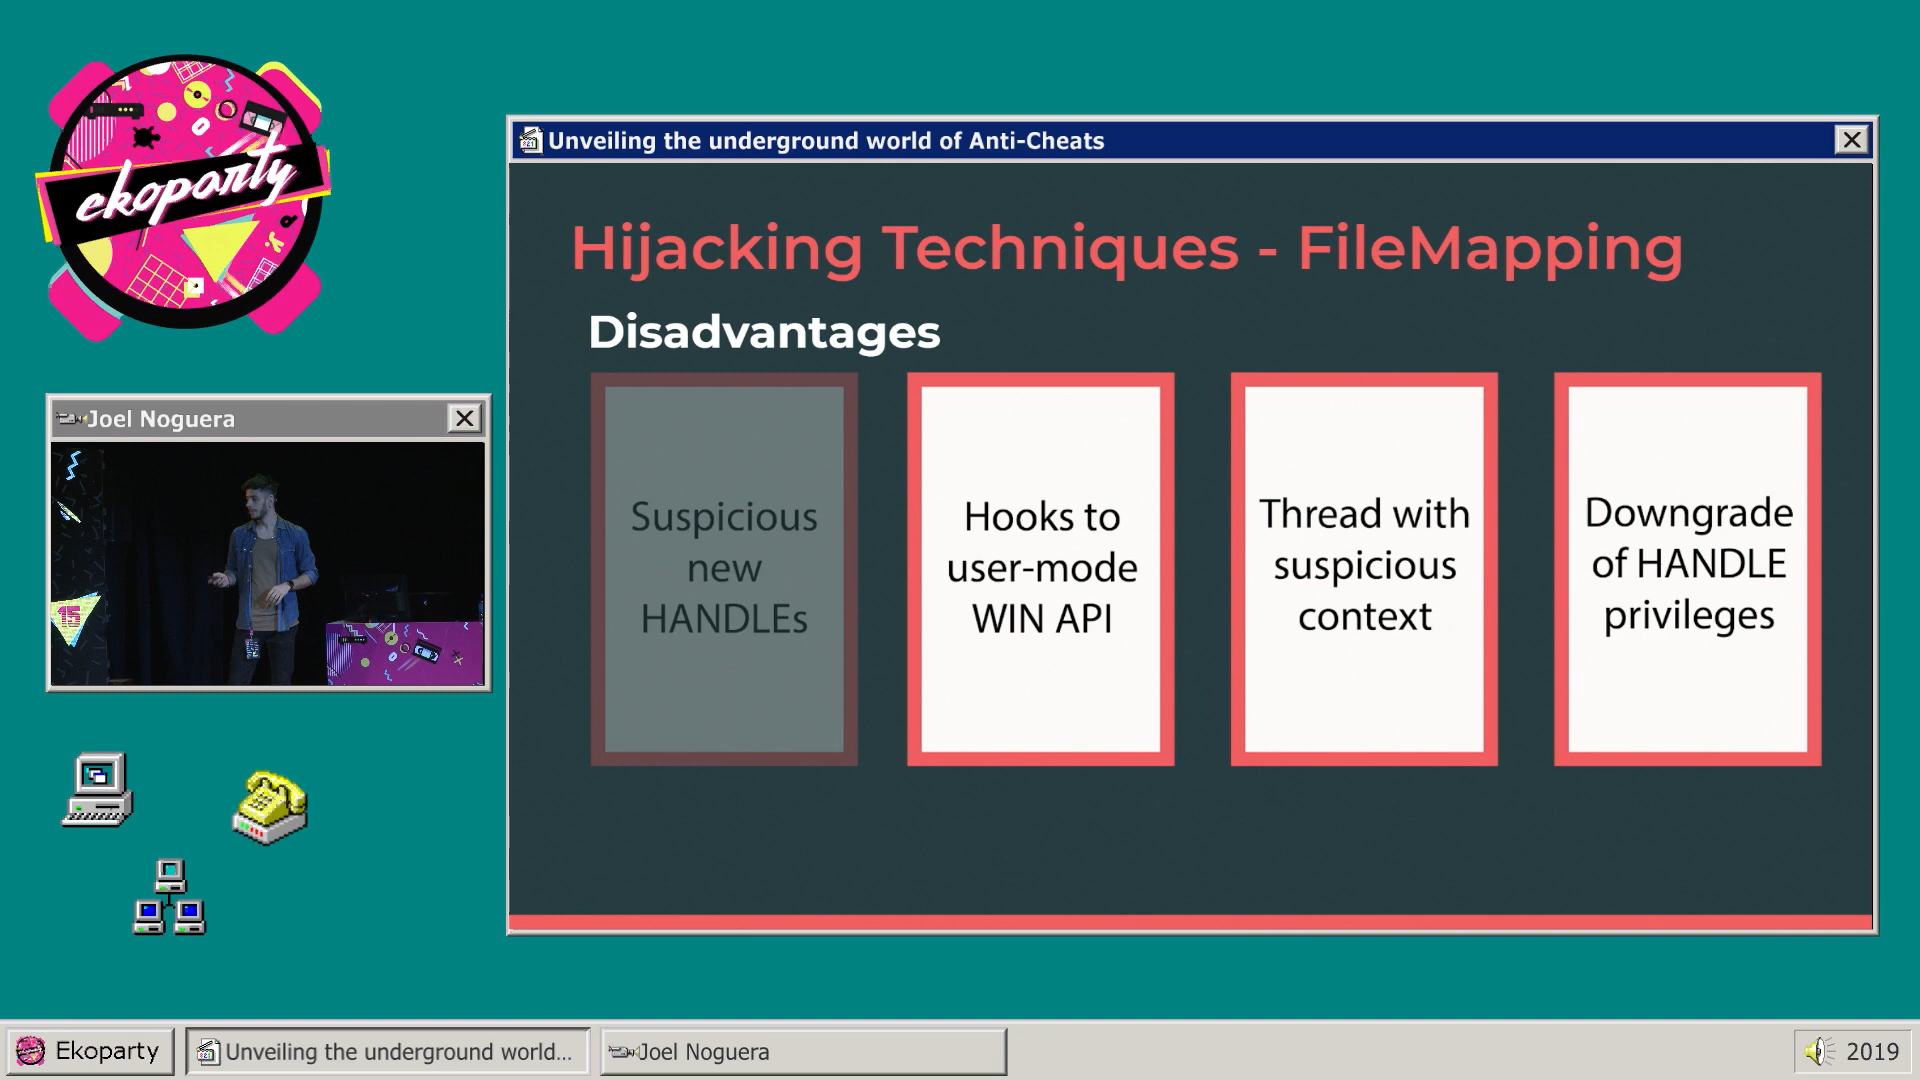 ekoparty
Unveiling the underground world of Anti-Cheats
Hijacking Techniques - FileMapping
Disadvantages
Suspicious
new
HANDLEs
Hooks to
user-mode
WIN API
Thread with
suspicious
context
Downgrade
of HANDLE
privileges
Joel Noguera
15
Ekoparty
Unveiling the underground world...
Joel Noguera
2019